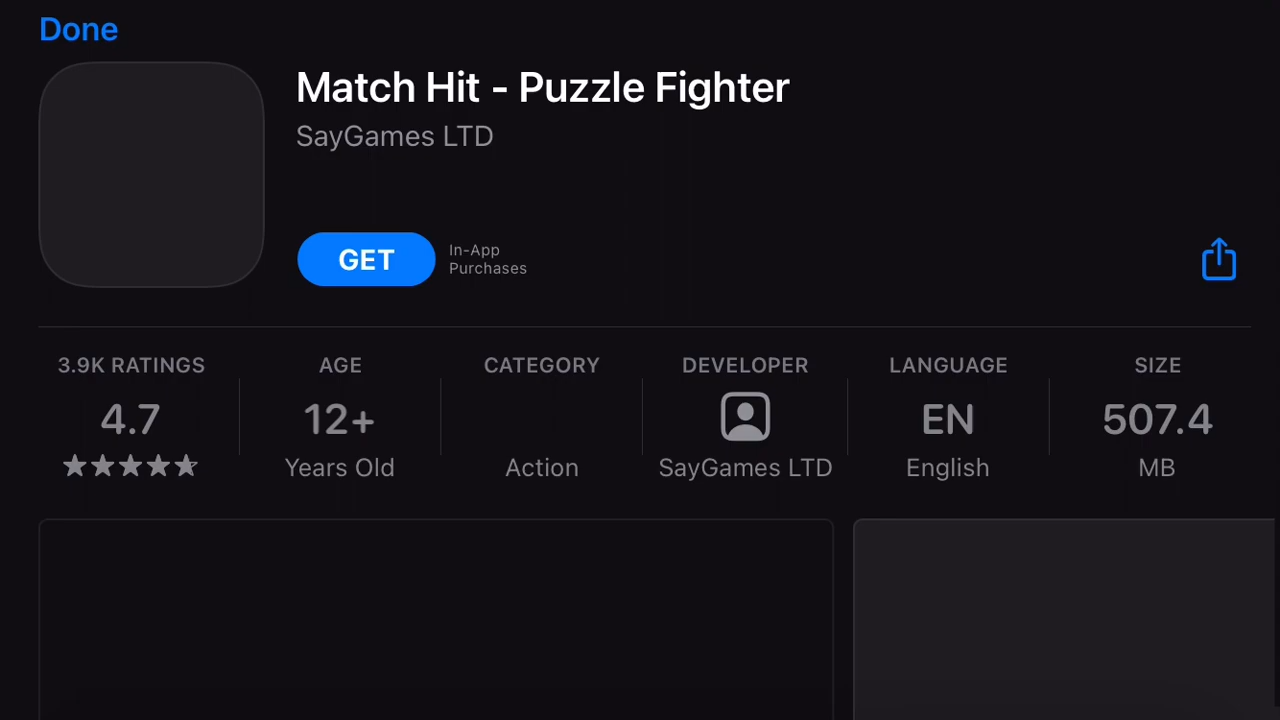 Done
Match Hit - Puzzle Fighter
SayGames LTD
GET
In-App
Purchases
3.9K RATINGS
4.7
AGE
12+
Years Old
CATEGORY
Action
DEVELOPER
SayGames LTD
LANGUAGE
EN
English
SIZE
507.4
MB